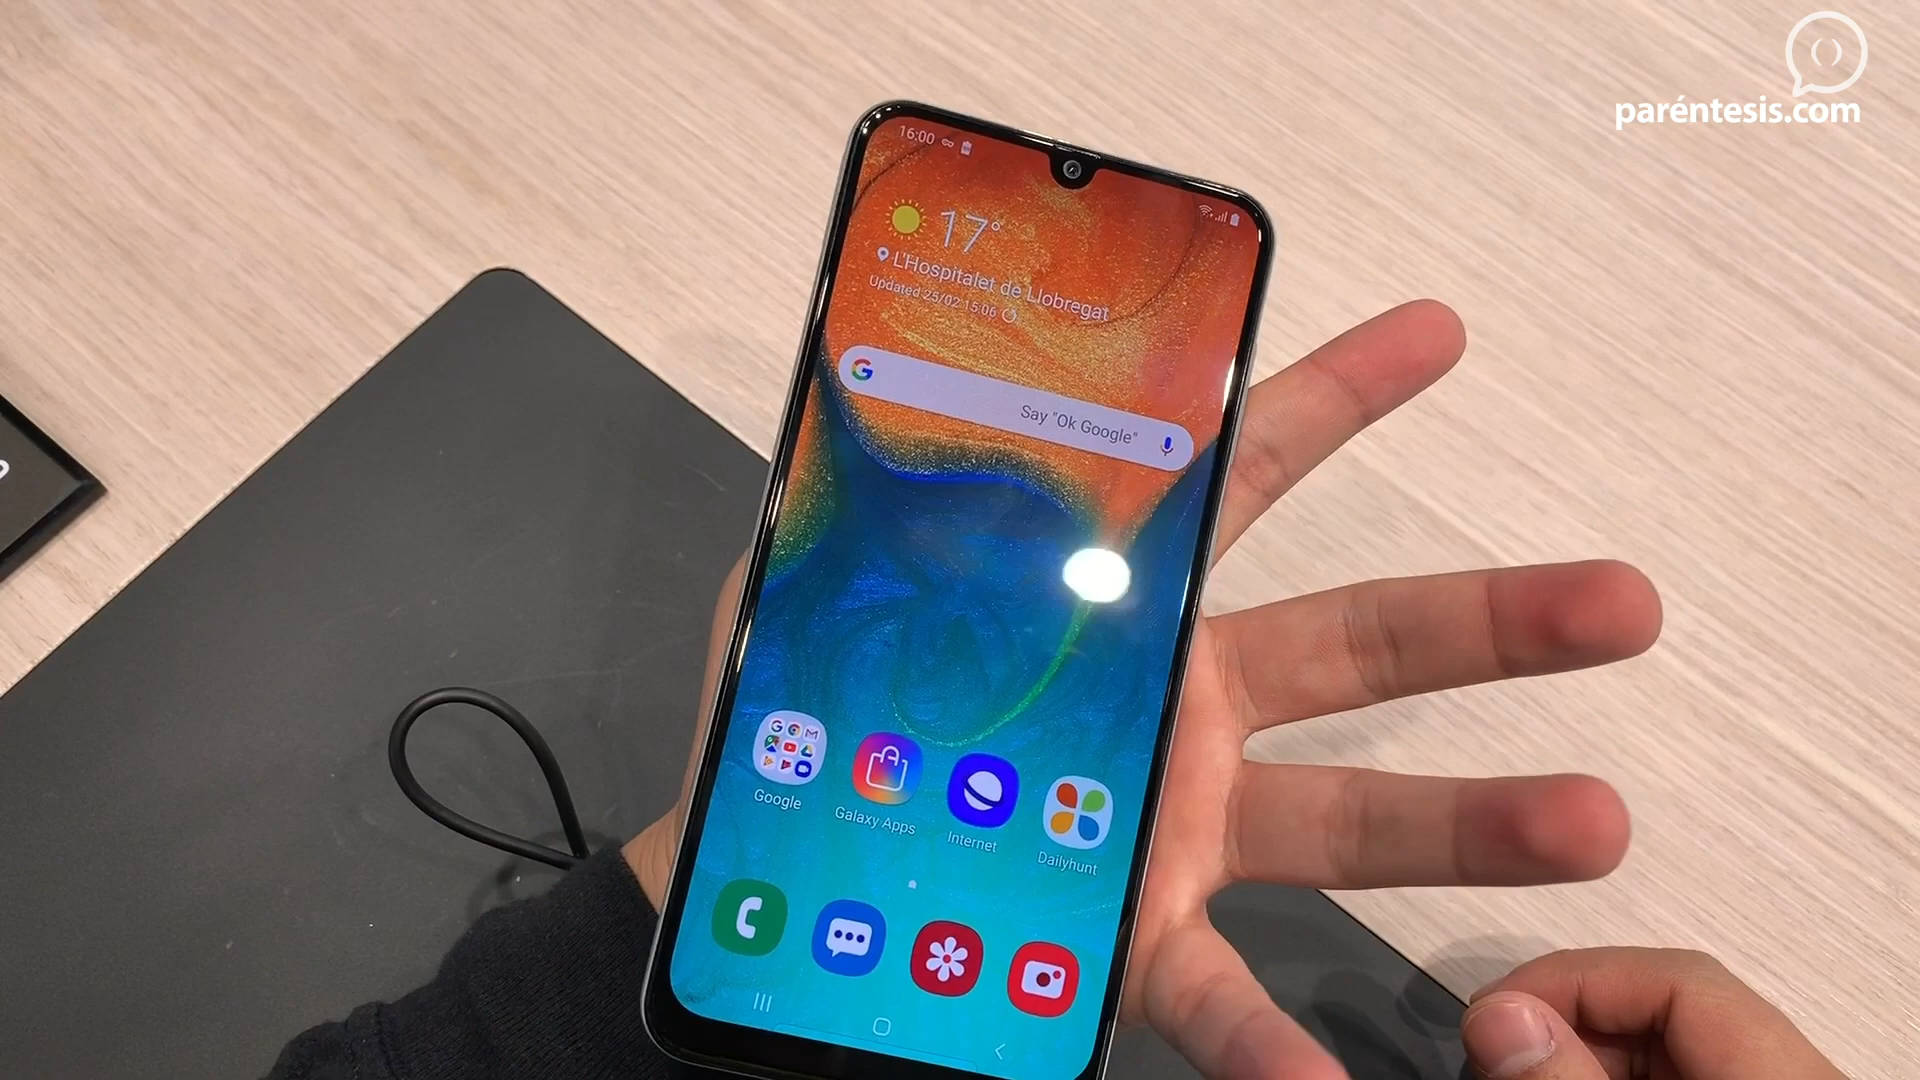 paréntesis.com
16:00
17°
L'Hospitalet de Llobregat
Updated 25/02 15:06
Say "Ok Google"
Google
Galaxy Apps
Internet
Dailyhunt